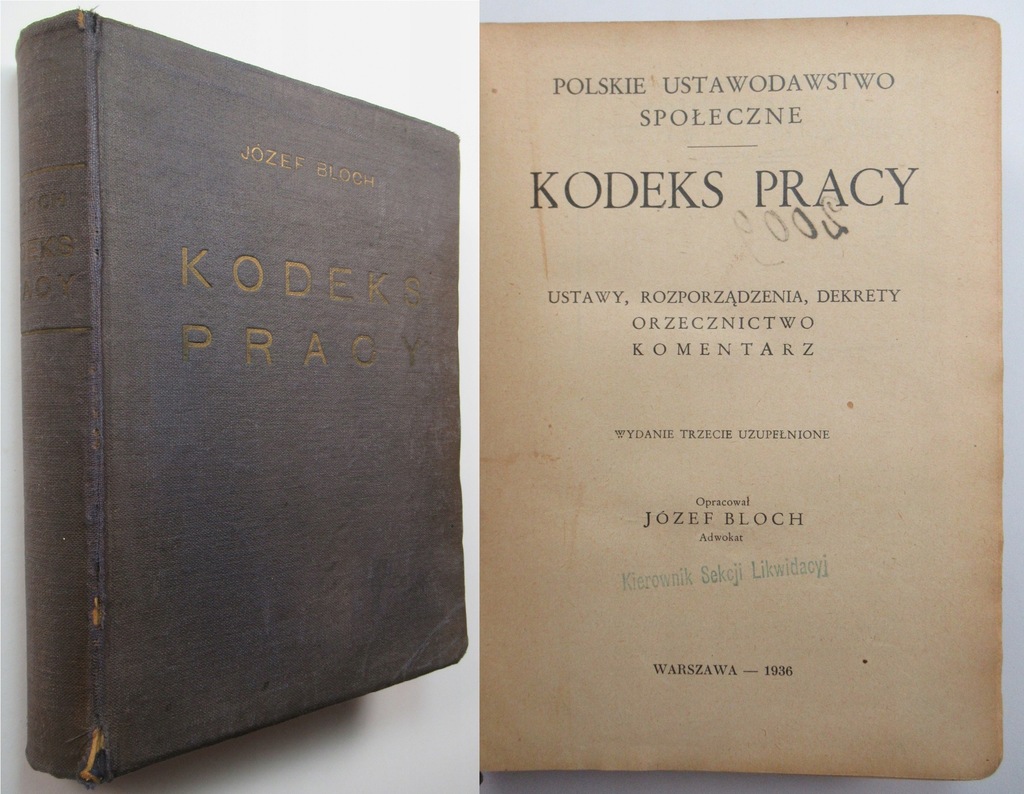 JÓZEF BLOCH
KODEKS
PRACY
POLSKIE USTAWODAWSTWO
SPOŁECZNE
KODEKS PRACY
USTAWY, ROZPORZĄDZENIA, DEKRETY
ORZECZNICTWO
KOMENTARZ
WYDANIE TRZECIE UZUPEŁNIONE
Opracował
JÓZEF BLOCH
Adwokat
Kierownik Sekcji Likwidacyj
WARSZAWA — 1936